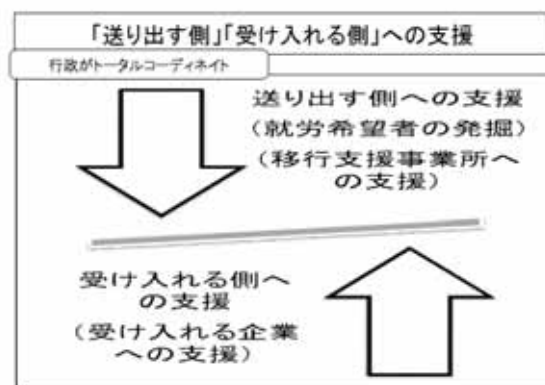 「送り出す側」「受け入れる側」への支援
行政がトータルコーディネイト
送り出す側への支援
（就労希望者の発掘）
（移行支援事業所へ
の支援）
受け入れる側へ
の支援
（受け入れる企業
への支援）